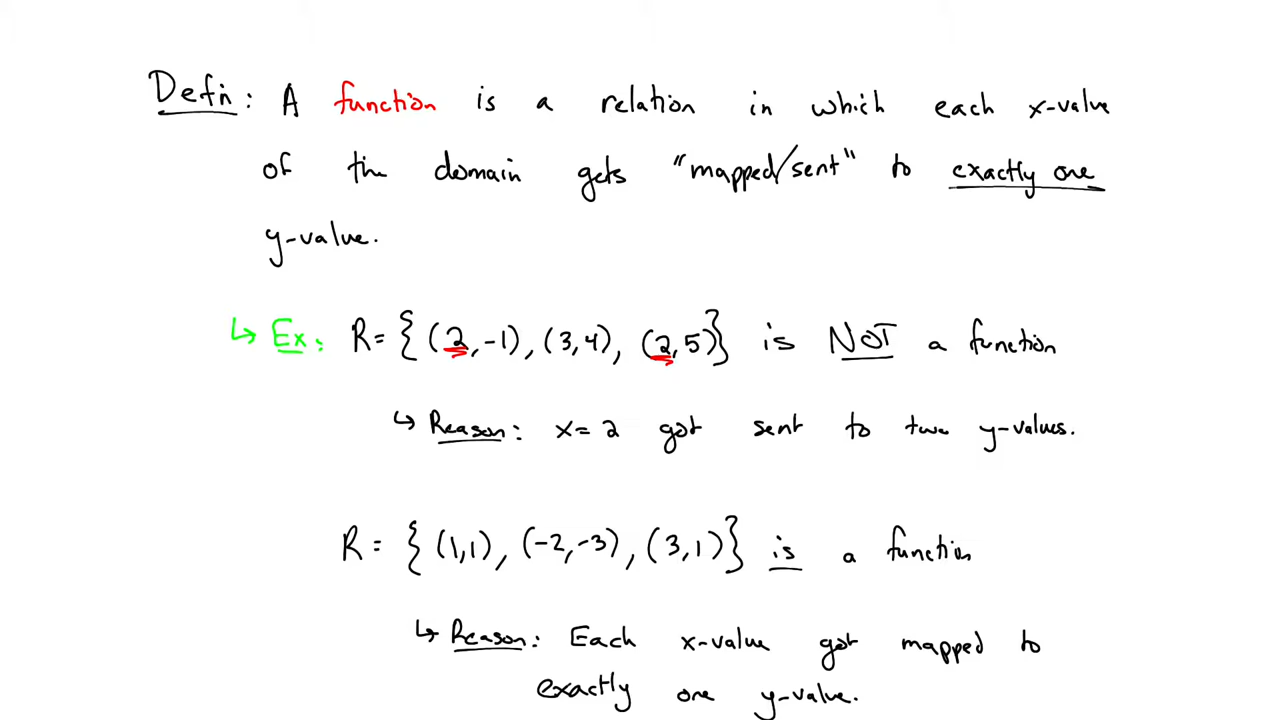 Defn: A function is a relation in which each x-value
of the domain gets "mapped/sent" to exactly one
y-value.
↳ Ex: R = {(2,-1), (3,4), (2,5)} is NOT a function
↳ Reason: x = 2 got sent to two y-values.
R = {(1,1), (-2,-3), (3,1)} is a function
↳ Reason: Each x-value got mapped to
exactly one y-value.